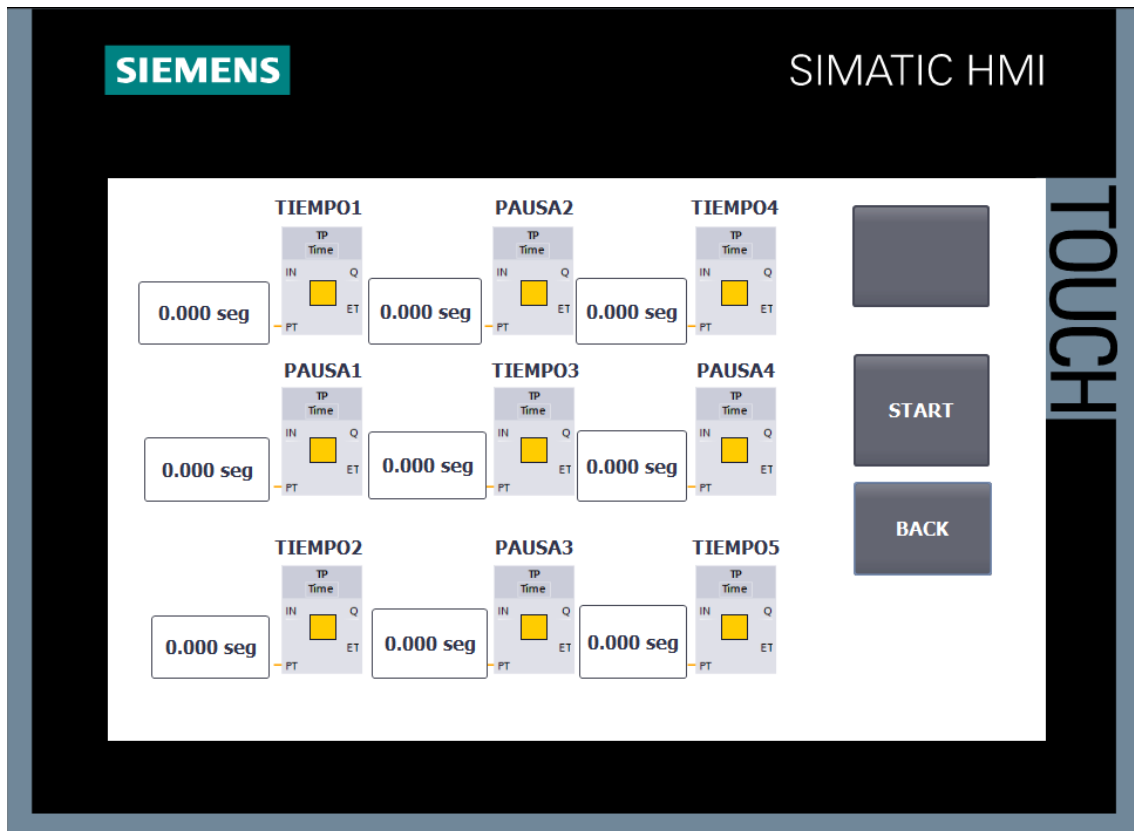 SIEMENS
SIMATIC HMI
TOUCH
TIEMPO1
PAUSA2
TIEMPO4
TP
Time
IN
Q
ET
PT
0.000 seg
TP
Time
IN
Q
ET
PT
0.000 seg
TP
Time
IN
Q
ET
PT
0.000 seg
PAUSA1
TIEMPO3
PAUSA4
START
TP
Time
IN
Q
ET
PT
0.000 seg
TP
Time
IN
Q
ET
PT
0.000 seg
TP
Time
IN
Q
ET
PT
0.000 seg
BACK
TIEMPO2
PAUSA3
TIEMPO5
TP
Time
IN
Q
ET
PT
0.000 seg
TP
Time
IN
Q
ET
PT
0.000 seg
TP
Time
IN
Q
ET
PT
0.000 seg